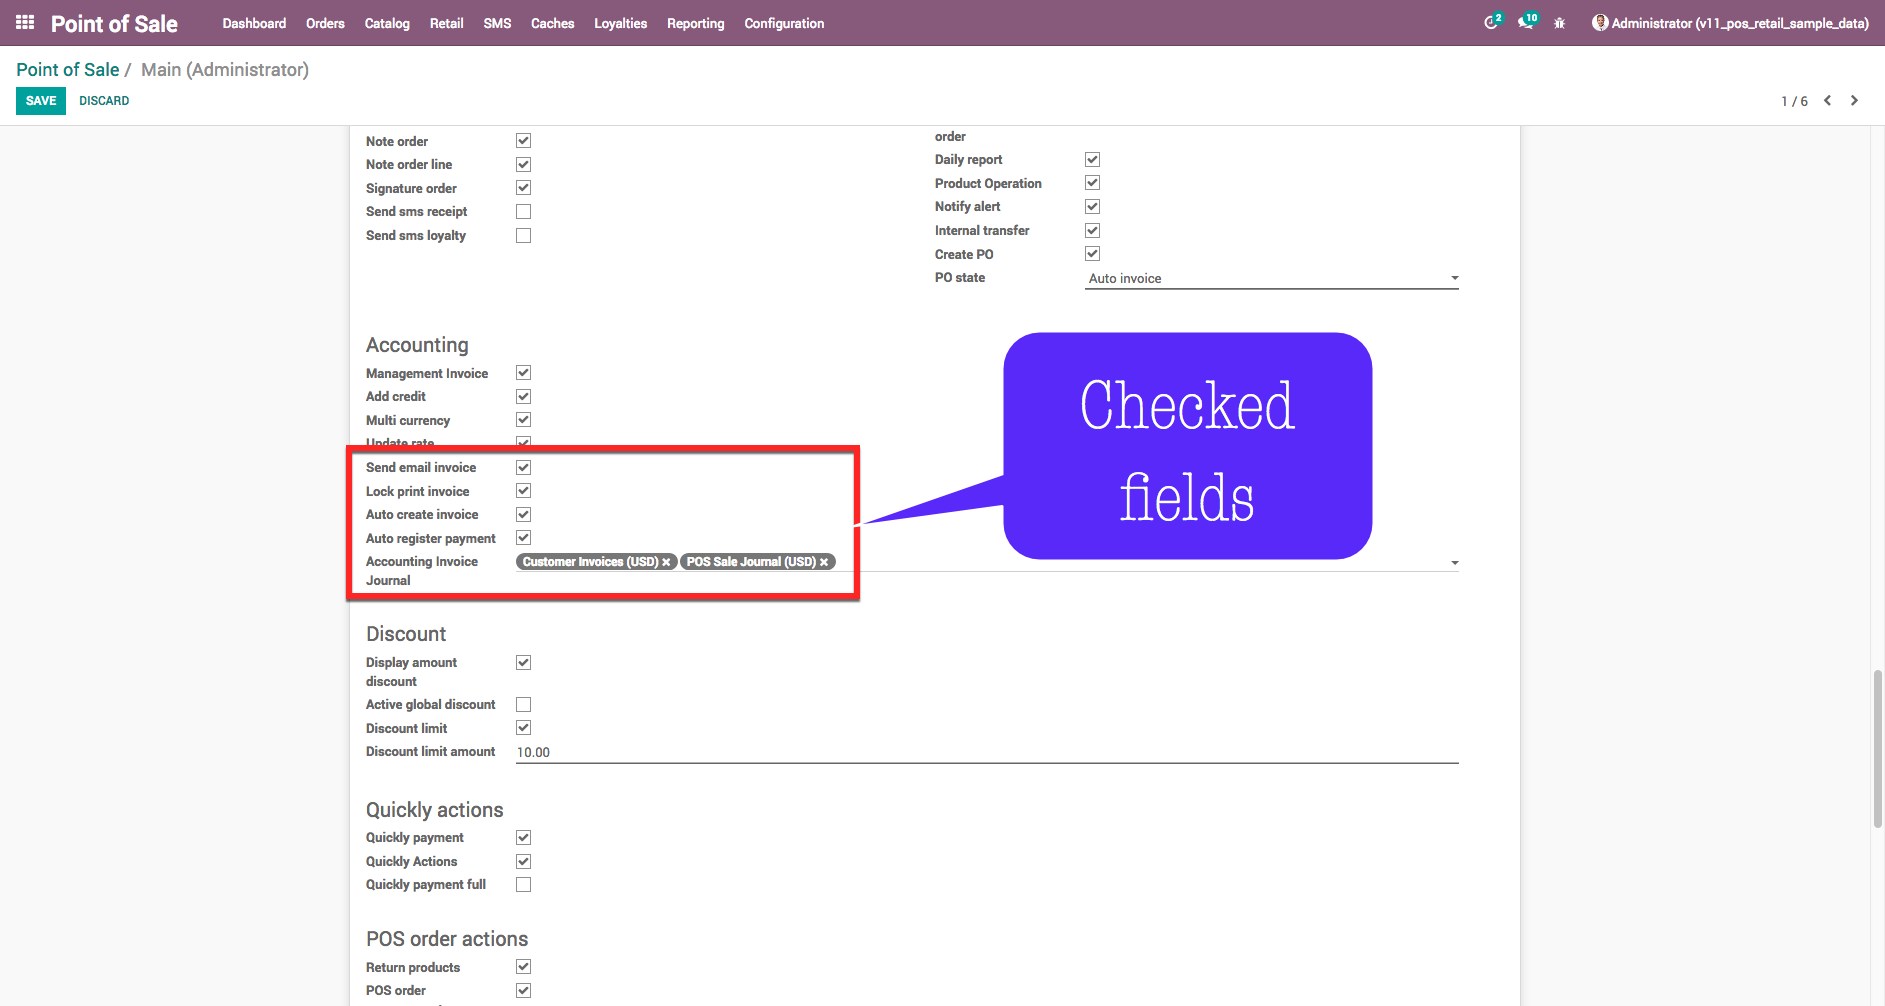 Point of Sale Dashboard Orders Catalog Retail SMS Caches Loyalties Reporting Configuration 2 10 Administrator (v11_pos_retail_sample_data)
Point of Sale / Main (Administrator)
SAVE DISCARD 1 / 6
Note order
Note order line
Signature order
Send sms receipt
Send sms loyalty
order
Daily report
Product Operation
Notify alert
Internal transfer
Create PO
PO state Auto invoice
Accounting
Management Invoice
Add credit
Multi currency
Update rate
Send email invoice
Lock print invoice
Auto create invoice
Auto register payment
Accounting Invoice Customer Invoices (USD) × POS Sale Journal (USD) ×
Journal
Checked
fields
Discount
Display amount
discount
Active global discount
Discount limit
Discount limit amount 10.00
Quickly actions
Quickly payment
Quickly Actions
Quickly payment full
POS order actions
Return products
POS order